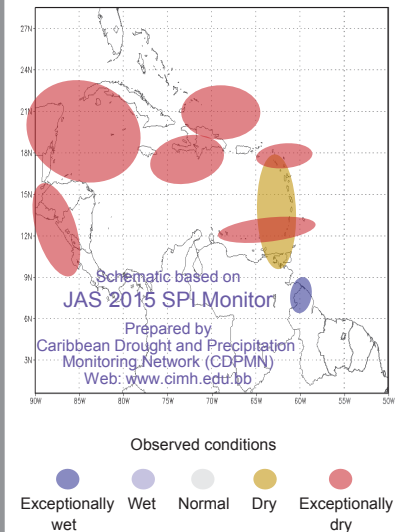 27N
24N
21N
18N
15N
12N
9N
Schematic based on
JAS 2015 SPI Monitor
6N
Prepared by
Caribbean Drought and Precipitation
3N
Monitoring Network (CDPMN)
Web: www.cimh.edu.bb
90W 85W 80W 75W 70W 65W 60W 55W 50W
Observed conditions
Exceptionally wet
Wet
Normal
Dry
Exceptionally dry